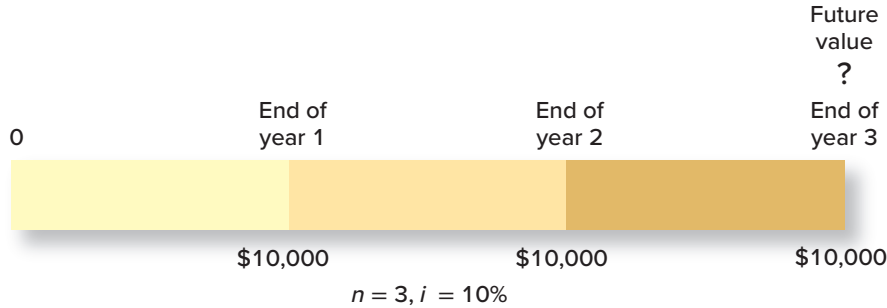 Future
value
?
0
End of
year 1
End of
year 2
End of
year 3
$10,000
$10,000
$10,000
n = 3, i = 10%